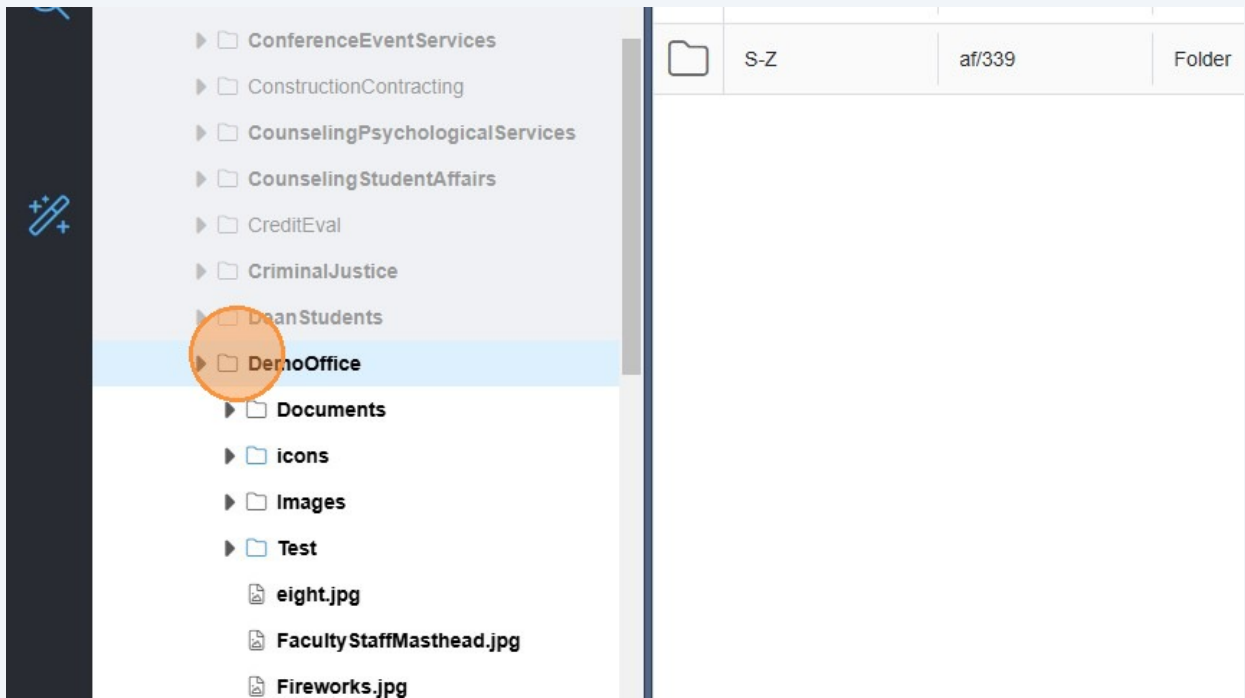 ConferenceEventServices
ConstructionContracting
CounselingPsychologicalServices
CounselingStudentAffairs
CreditEval
CriminalJustice
DeanStudents
DemoOffice
Documents
icons
Images
Test
eight.jpg
FacultyStaffMasthead.jpg
Fireworks.jpg
S-Z af/339 Folder